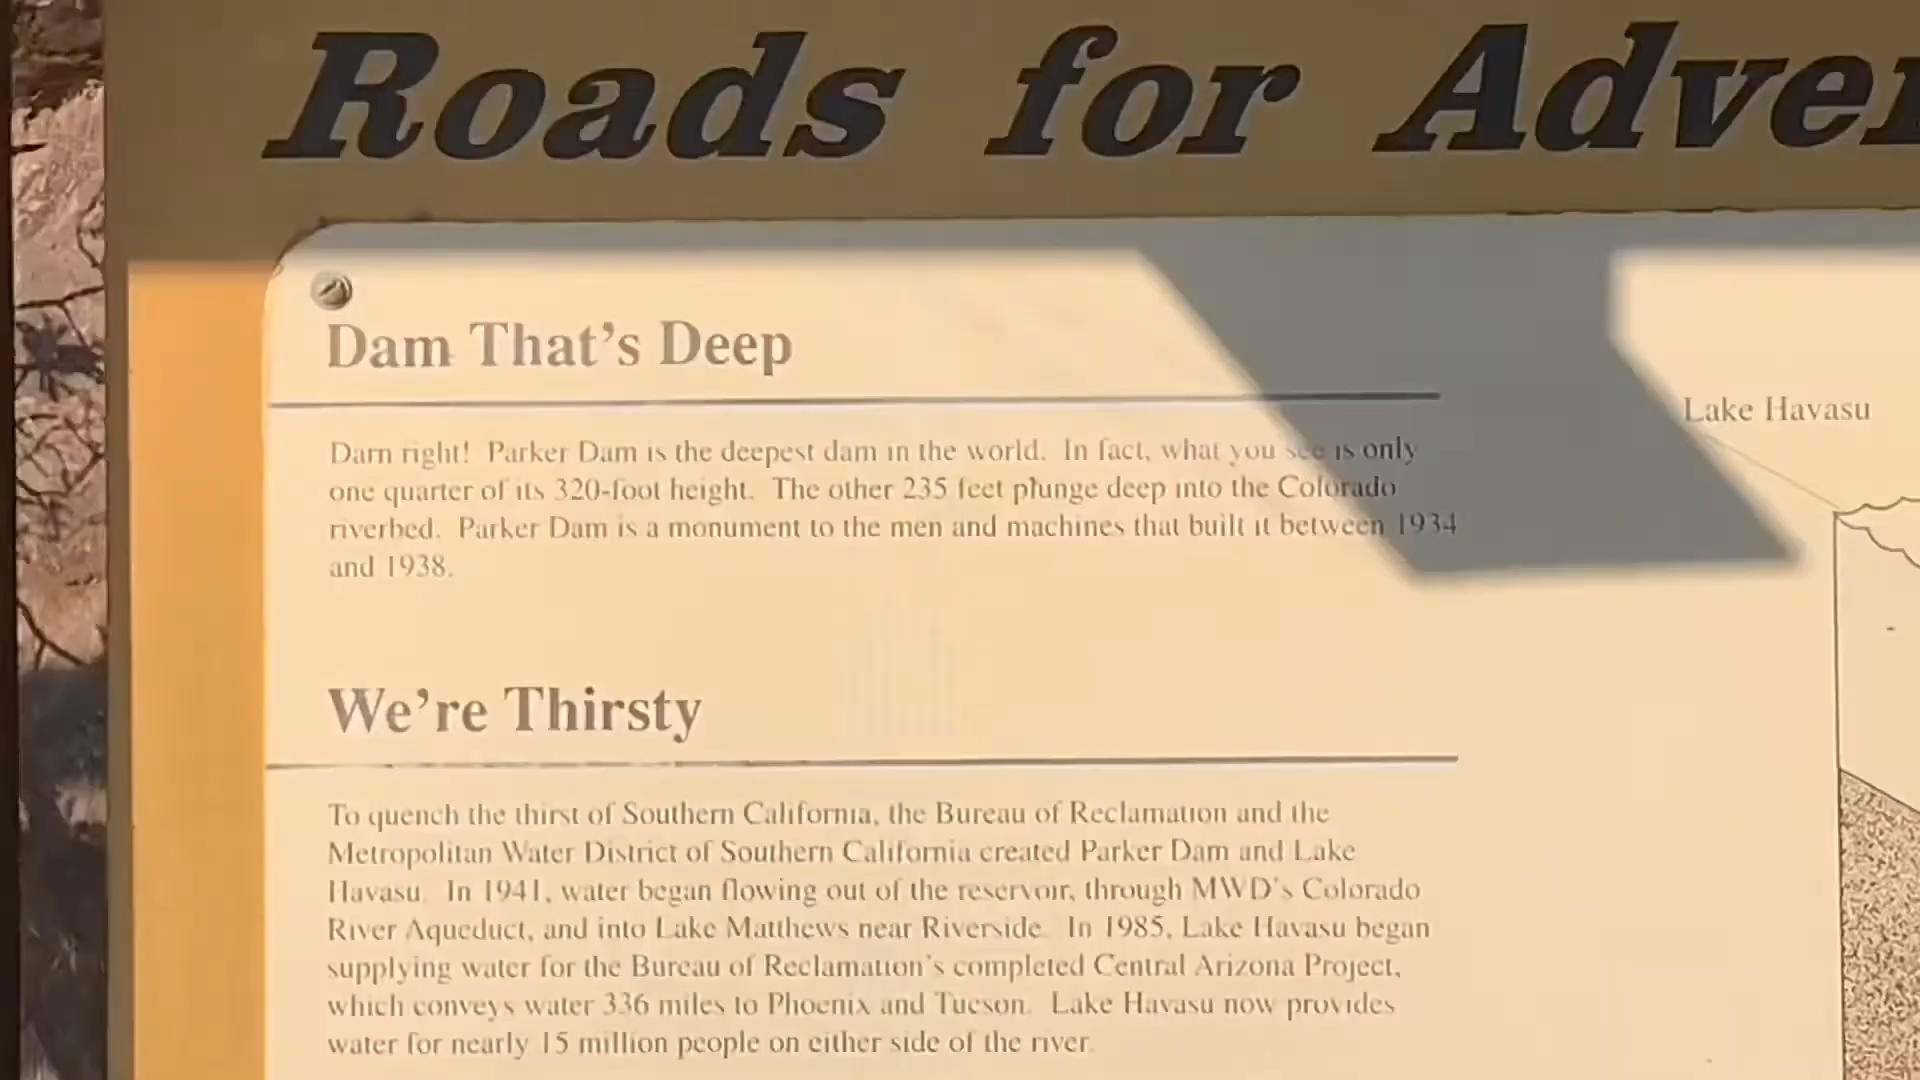 Roads for Adver
Dam That's Deep
Darn right!  Parker Dam is the deepest dam in the world.  In fact, what you see is only
one quarter of its 320-foot height.  The other 235 feet plunge deep into the Colorado
riverbed.  Parker Dam is a monument to the men and machines that built it between 1934
and 1938.
Lake Havasu
We're Thirsty
To quench the thirst of Southern California, the Bureau of Reclamation and the
Metropolitan Water District of Southern California created Parker Dam and Lake
Havasu.  In 1941, water began flowing out of the reservoir, through MWD's Colorado
River Aqueduct, and into Lake Matthews near Riverside.  In 1985, Lake Havasu began
supplying water for the Bureau of Reclamation's completed Central Arizona Project,
which conveys water 336 miles to Phoenix and Tucson.  Lake Havasu now provides
water for nearly 15 million people on either side of the river.